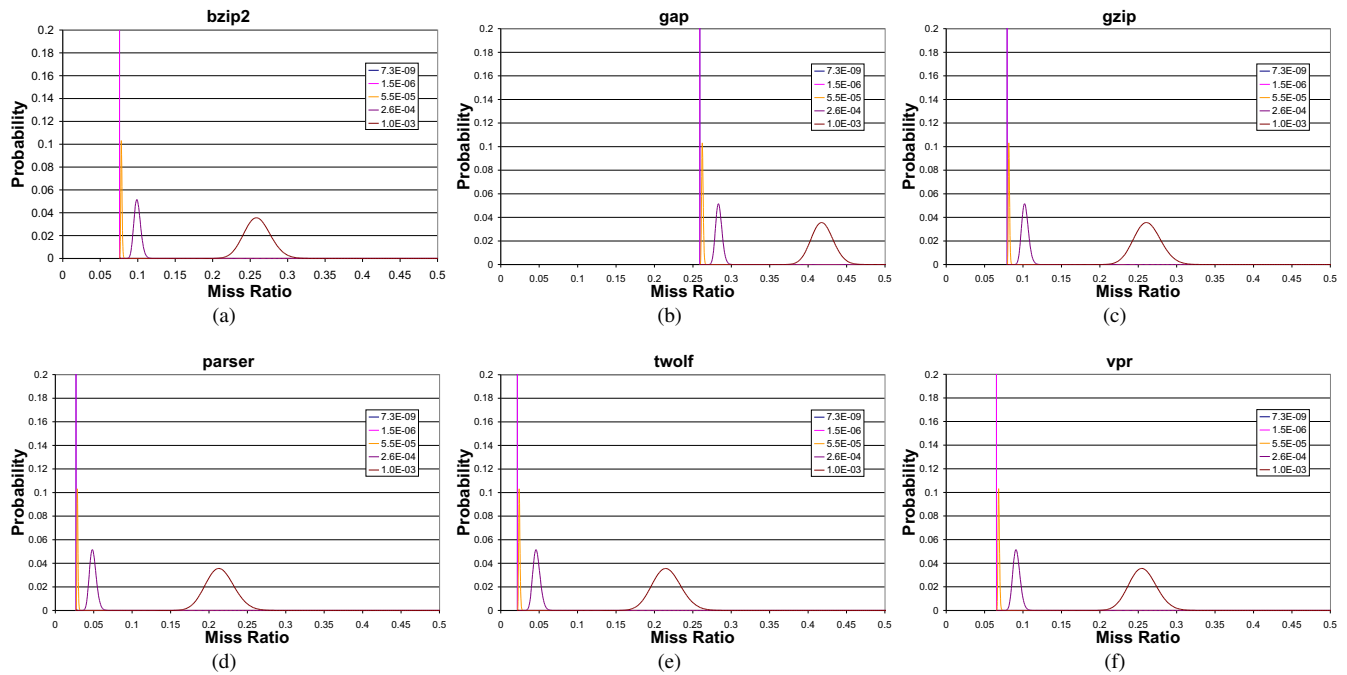 bzip2
0.2
0.18
0.16
0.14
0.12
0.1
0.08
0.06
0.04
0.02
0
Probability
7.3E-09
1.5E-06
5.5E-05
2.6E-04
1.0E-03
0 0.05 0.1 0.15 0.2 0.25 0.3 0.35 0.4 0.45 0.5
Miss Ratio
(a)
gap
0.2
0.18
0.16
0.14
0.12
0.1
0.08
0.06
0.04
0.02
0
Probability
7.3E-09
1.5E-06
5.5E-05
2.6E-04
1.0E-03
0 0.05 0.1 0.15 0.2 0.25 0.3 0.35 0.4 0.45 0.5
Miss Ratio
(b)
gzip
0.2
0.18
0.16
0.14
0.12
0.1
0.08
0.06
0.04
0.02
0
Probability
7.3E-09
1.5E-06
5.5E-05
2.6E-04
1.0E-03
0 0.05 0.1 0.15 0.2 0.25 0.3 0.35 0.4 0.45 0.5
Miss Ratio
(c)
parser
0.2
0.18
0.16
0.14
0.12
0.1
0.08
0.06
0.04
0.02
0
Probability
7.3E-09
1.5E-06
5.5E-05
2.6E-04
1.0E-03
0 0.05 0.1 0.15 0.2 0.25 0.3 0.35 0.4 0.45 0.5
Miss Ratio
(d)
twolf
0.2
0.18
0.16
0.14
0.12
0.1
0.08
0.06
0.04
0.02
0
Probability
7.3E-09
1.5E-06
5.5E-05
2.6E-04
1.0E-03
0 0.05 0.1 0.15 0.2 0.25 0.3 0.35 0.4 0.45 0.5
Miss Ratio
(e)
vpr
0.2
0.18
0.16
0.14
0.12
0.1
0.08
0.06
0.04
0.02
0
Probability
7.3E-09
1.5E-06
5.5E-05
2.6E-04
1.0E-03
0 0.05 0.1 0.15 0.2 0.25 0.3 0.35 0.4 0.45 0.5
Miss Ratio
(f)